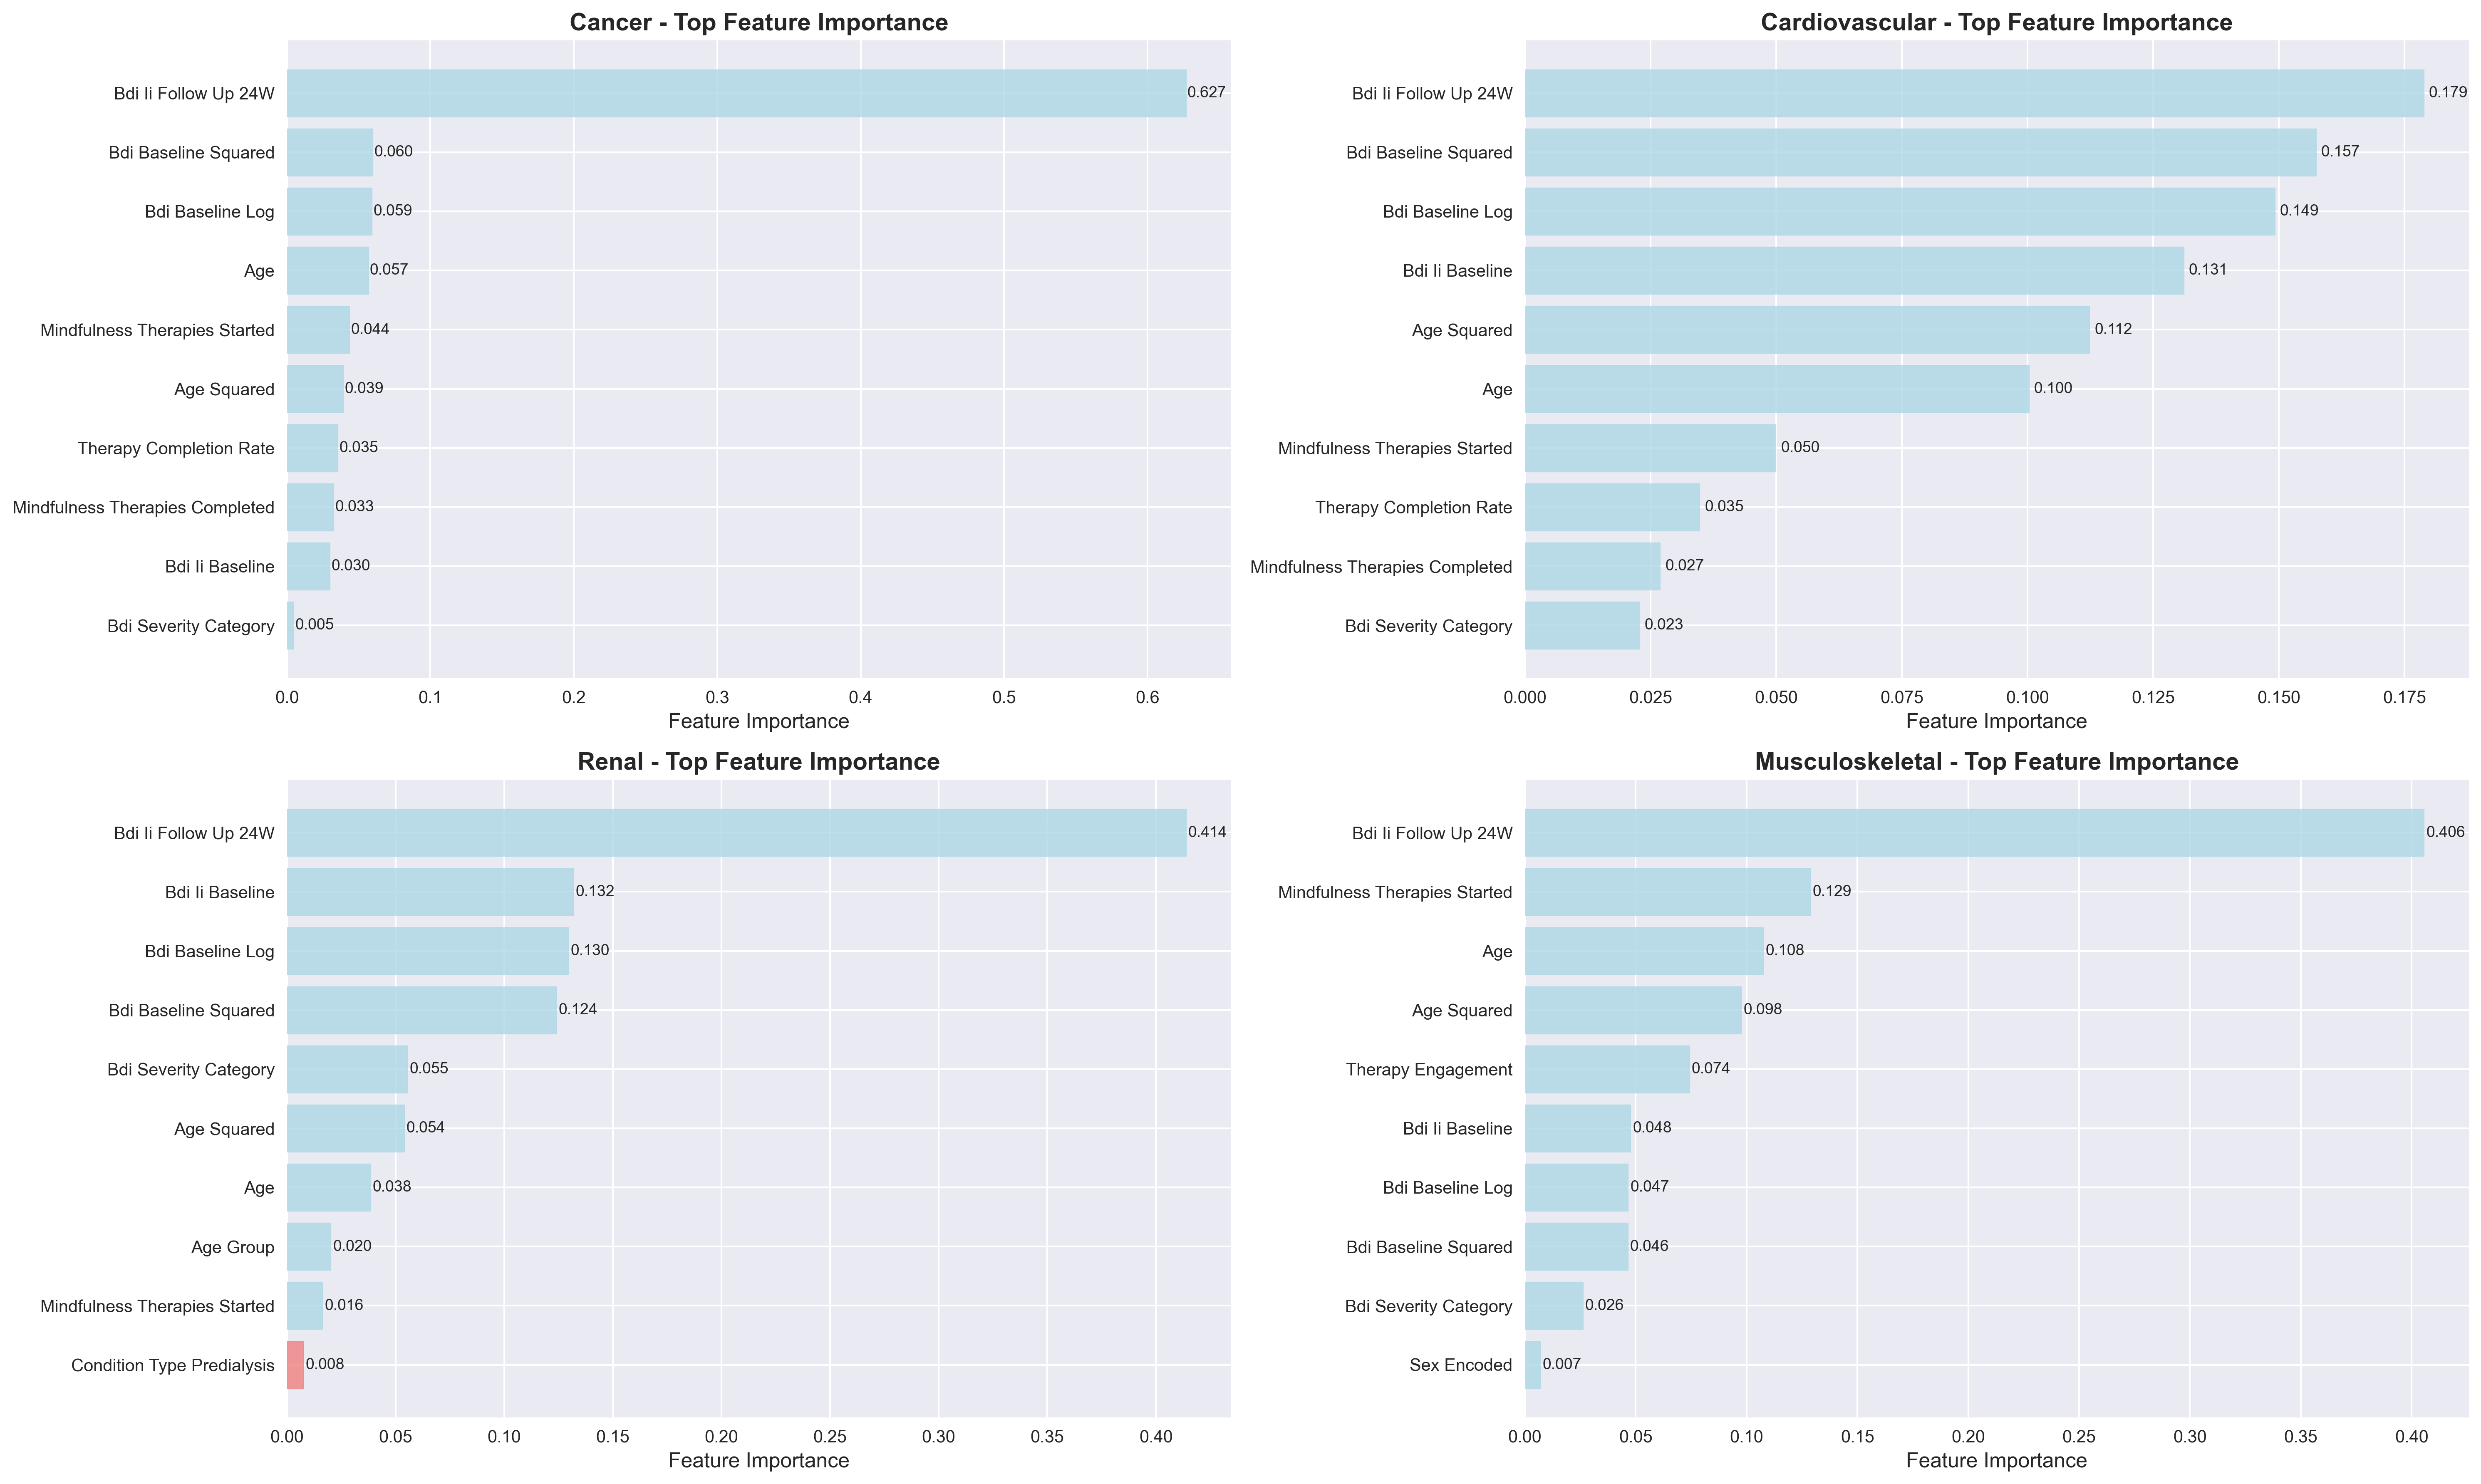 Cancer - Top Feature Importance
Bdi Ii Follow Up 24W
0.627
Bdi Baseline Squared
0.060
Bdi Baseline Log
0.059
Age
0.057
Mindfulness Therapies Started
0.044
Age Squared
0.039
Therapy Completion Rate
0.035
Mindfulness Therapies Completed
0.033
Bdi Ii Baseline
0.030
Bdi Severity Category
0.005
0.0 0.1 0.2 0.3 0.4 0.5 0.6
Feature Importance
Cardiovascular - Top Feature Importance
Bdi Ii Follow Up 24W
0.179
Bdi Baseline Squared
0.157
Bdi Baseline Log
0.149
Bdi Ii Baseline
0.131
Age Squared
0.112
Age
0.100
Mindfulness Therapies Started
0.050
Therapy Completion Rate
0.035
Mindfulness Therapies Completed
0.027
Bdi Severity Category
0.023
0.000 0.025 0.050 0.075 0.100 0.125 0.150 0.175
Feature Importance
Renal - Top Feature Importance
Bdi Ii Follow Up 24W
0.414
Bdi Ii Baseline
0.132
Bdi Baseline Log
0.130
Bdi Baseline Squared
0.124
Bdi Severity Category
0.055
Age Squared
0.054
Age
0.038
Age Group
0.020
Mindfulness Therapies Started
0.016
Condition Type Predialysis
0.008
0.00 0.05 0.10 0.15 0.20 0.25 0.30 0.35 0.40
Feature Importance
Musculoskeletal - Top Feature Importance
Bdi Ii Follow Up 24W
0.406
Mindfulness Therapies Started
0.129
Age
0.108
Age Squared
0.098
Therapy Engagement
0.074
Bdi Ii Baseline
0.048
Bdi Baseline Log
0.047
Bdi Baseline Squared
0.046
Bdi Severity Category
0.026
Sex Encoded
0.007
0.00 0.05 0.10 0.15 0.20 0.25 0.30 0.35 0.40
Feature Importance